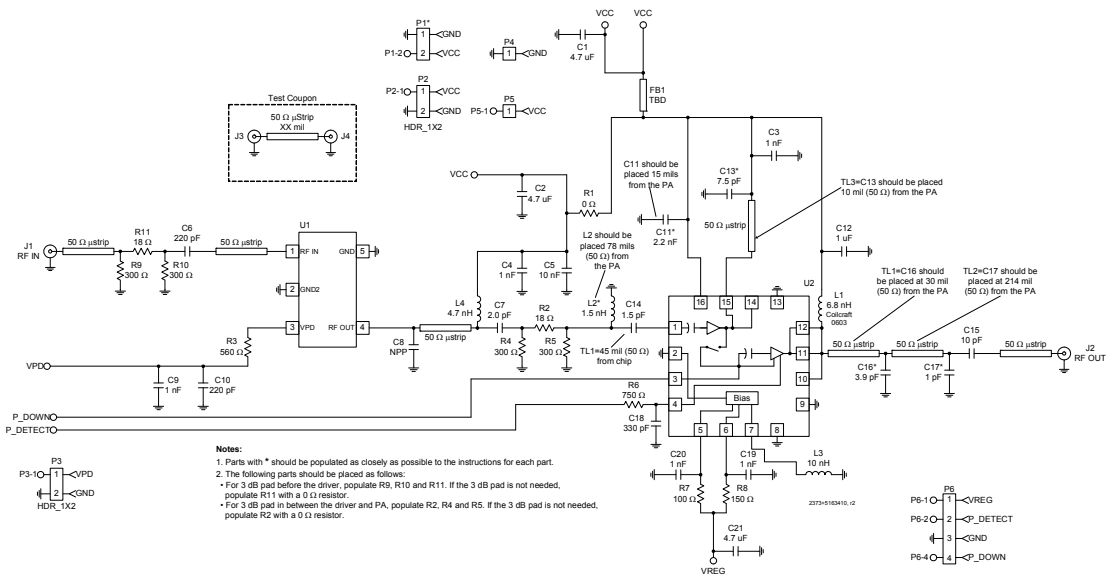 P1*
1
GND
P1-2
2
VCC
P4
1
GND
P2
P2-1
1
VCC
2
GND
HDR_1X2
P5
P5-1
1
VCC
VCC
VCC
C1
4.7 uF
FB1
TBD
Test Coupon
50 Ω µStrip
XX mil
J3
J4
VCC
C2
4.7 uF
R1
0 Ω
C11 should be
placed 15 mils
from the PA
C11*
2.2 nF
C13*
7.5 pF
C3
1 nF
50 Ω µstrip
TL3=C13 should be placed
10 mil (50 Ω) from the PA
C12
1 uF
J1
RF IN
50 Ω µstrip
R11
18 Ω
C6
220 pF
50 Ω µstrip
R9
300 Ω
R10
300 Ω
U1
1
RF IN
GND
5
2
GND2
3
VPD
RF OUT
4
C4
1 nF
C5
10 nF
L2 should be
placed 78 mils
(50 Ω) from
the PA
L4
4.7 nH
C7
2.0 pF
R2
18 Ω
L2*
1.5 nH
C14
1.5 pF
C8
NPP
50 Ω µstrip
R4
300 Ω
R5
300 Ω
TL1=45 mil (50 Ω)
from chip
U2
16
15
14
13
1
2
3
4
12
11
10
9
Bias
5
6
7
8
L1
6.8 nH
Coilcraft
0603
TL1=C16 should
be placed at 30 mil
(50 Ω) from the PA
TL2=C17 should be
placed at 214 mil
(50 Ω) from the PA
C15
10 pF
50 Ω µstrip
50 Ω µstrip
50 Ω µstrip
C16*
3.9 pF
C17*
1 pF
J2
RF OUT
R3
560 Ω
VPD
C9
1 nF
C10
220 pF
P_DOWN
P_DETECT
R6
750 Ω
C18
330 pF
C20
1 nF
R7
100 Ω
C19
1 nF
R8
150 Ω
L3
10 nH
C21
4.7 uF
VREG
2373•5163410, r2
Notes:
1. Parts with * should be populated as closely as possible to the instructions for each part.
2. The following parts should be placed as follows:
• For 3 dB pad before the driver, populate R9, R10 and R11. If the 3 dB pad is not needed,
populate R11 with a 0 Ω resistor.
• For 3 dB pad in between the driver and PA, populate R2, R4 and R5. If the 3 dB pad is not needed,
populate R2 with a 0 Ω resistor.
P3
P3-1
1
VPD
2
GND
HDR_1X2
P6
P6-1
1
VREG
P6-2
2
P_DETECT
3
GND
P6-4
4
P_DOWN